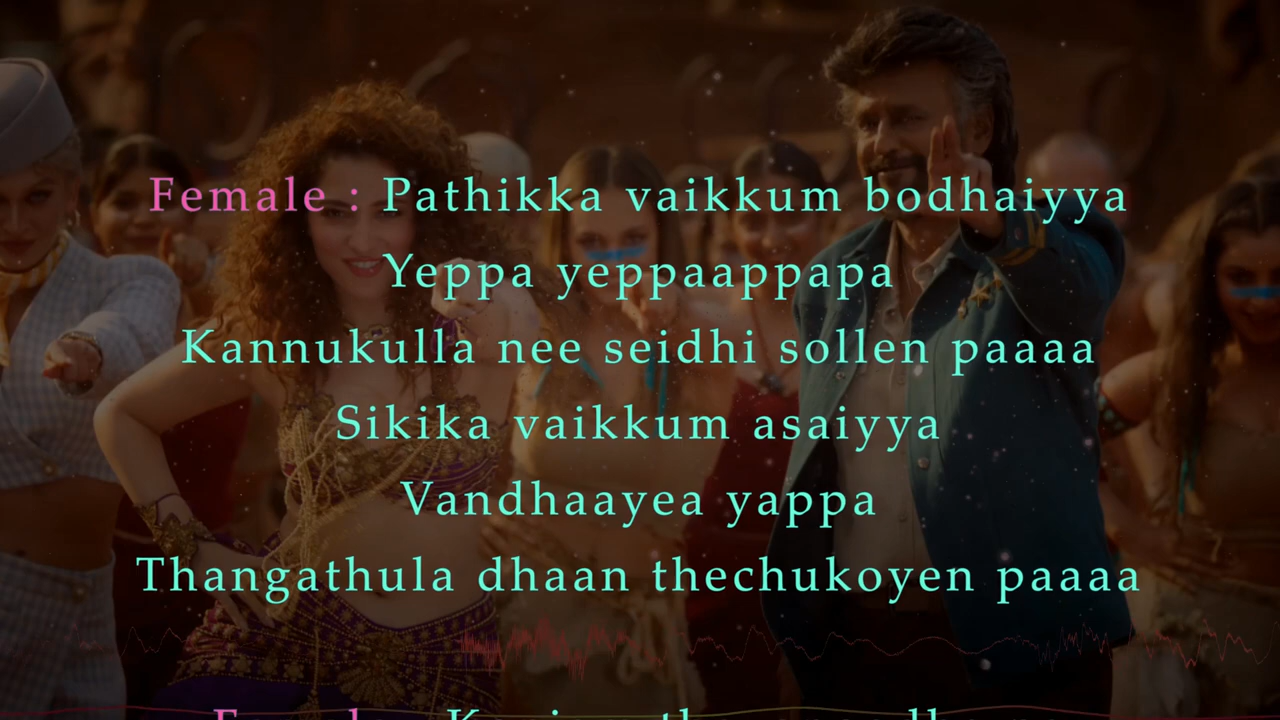 Female : Pathikka vaikkum bodhaiyya
Yeppa yeppaappapa
Kannukulla nee seidhi sollen paaaa
Sikika vaikkum asaiyya
Vandhaayea yappa
Thangathula dhaan thechukoyen paaaa